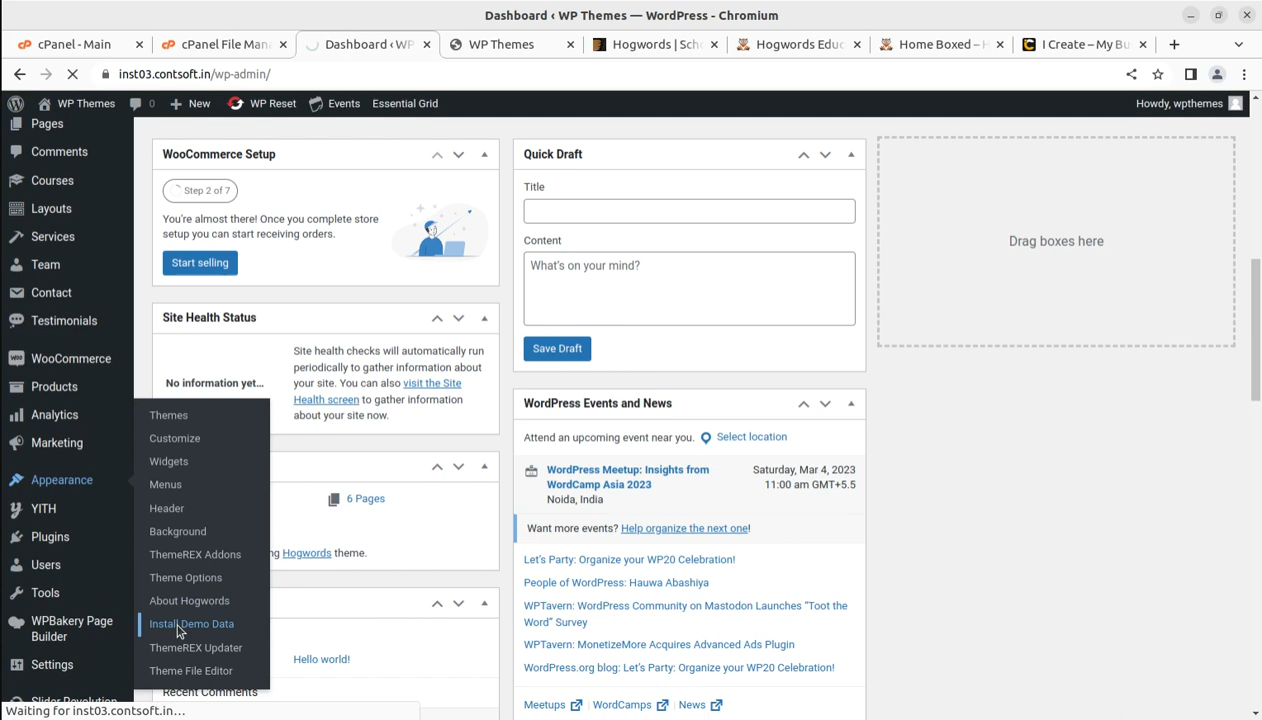 Dashboard ‹ WP Themes — WordPress - Chromium
cPanel - Main
cPanel File Man
Dashboard ‹ WP
WP Themes
Hogwords | Sch
Hogwords Educ
Home Boxed – H
I Create – My Bu
inst03.contsoft.in/wp-admin/
WP Themes
0
New
WP Reset
Events
Essential Grid
Howdy, wpthemes
Pages
Comments
Courses
Layouts
Services
Team
Contact
Testimonials
WooCommerce
Products
Analytics
Marketing
Appearance
YITH
Plugins
Users
Tools
WPBakery Page
Builder
Settings
Slider Revolution
Themes
Customize
Widgets
Menus
Header
Background
ThemeREX Addons
Theme Options
About Hogwords
Install Demo Data
ThemeREX Updater
Theme File Editor
WooCommerce Setup
Step 2 of 7
You're almost there! Once you complete store
setup you can start receiving orders.
Start selling
Site Health Status
No information yet…
Site health checks will automatically run
periodically to gather information about
your site. You can also visit the Site
Health screen to gather information
about your site now.
6 Pages
ng Hogwords theme.
Hello world!
Recent Comments
Quick Draft
Title
Content
What's on your mind?
Save Draft
WordPress Events and News
Attend an upcoming event near you.
Select location
WordPress Meetup: Insights from
WordCamp Asia 2023
Noida, India
Saturday, Mar 4, 2023
11:00 am GMT+5.5
Want more events? Help organize the next one!
Let's Party: Organize your WP20 Celebration!
People of WordPress: Hauwa Abashiya
WPTavern: WordPress Community on Mastodon Launches "Toot the
Word" Survey
WPTavern: MonetizeMore Acquires Advanced Ads Plugin
WordPress.org blog: Let's Party: Organize your WP20 Celebration!
Meetups
WordCamps
News
Drag boxes here
Waiting for inst03.contsoft.in…